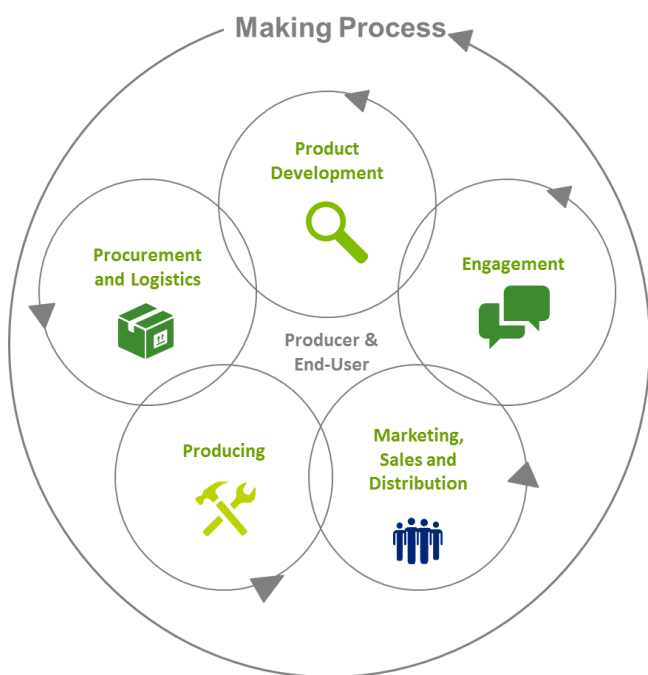 Making Process
Product
Development
Procurement
and Logistics
Engagement
Producer &
End-User
Producing
Marketing,
Sales and
Distribution